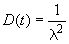 D(t) = 1/λ²